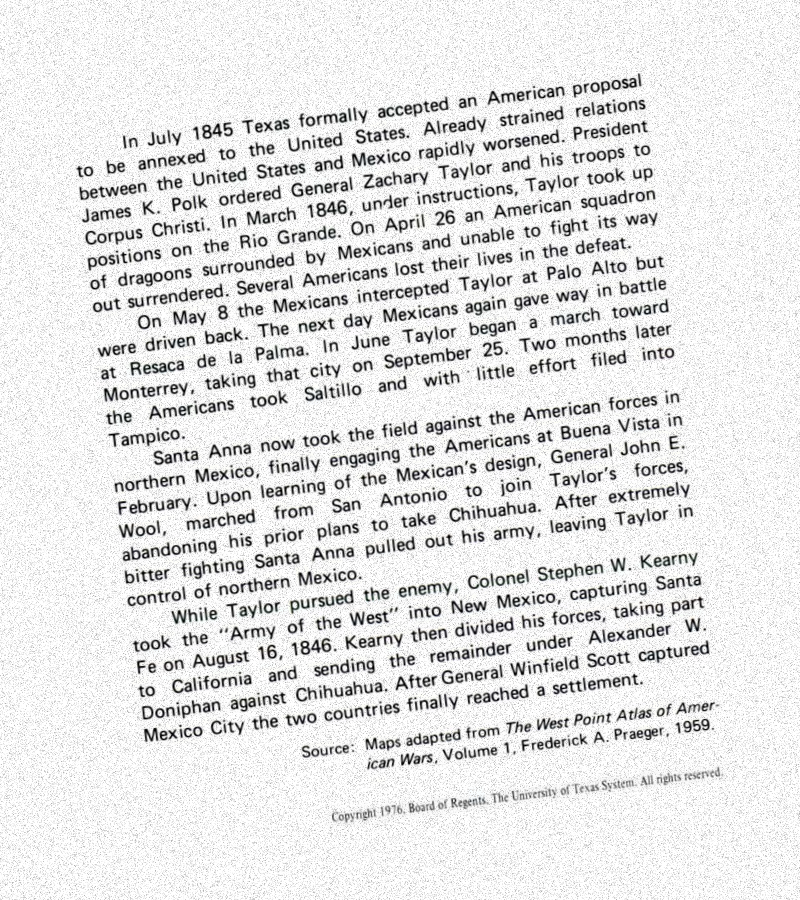 In July 1845 Texas formally accepted an American proposal
to be annexed to the United States. Already strained relations
between the United States and Mexico rapidly worsened. President
James K. Polk ordered General Zachary Taylor and his troops to
Corpus Christi. In March 1846, under instructions, Taylor took up
positions on the Rio Grande. On April 26 an American squadron
of dragoons surrounded by Mexicans and unable to fight its way
out surrendered. Several Americans lost their lives in the defeat.
On May 8 the Mexicans intercepted Taylor at Palo Alto but
were driven back. The next day Mexicans again gave way in battle
at Resaca de la Palma. In June Taylor began a march toward
Monterrey, taking that city on September 25. Two months later
the Americans took Saltillo and with little effort filed into
Tampico.
Santa Anna now took the field against the American forces in
northern Mexico, finally engaging the Americans at Buena Vista in
February. Upon learning of the Mexican's design, General John E.
Wool, marched from San Antonio to join Taylor's forces,
abandoning his prior plans to take Chihuahua. After extremely
bitter fighting Santa Anna pulled out his army, leaving Taylor in
control of northern Mexico.
While Taylor pursued the enemy, Colonel Stephen W. Kearny
took the "Army of the West" into New Mexico, capturing Santa
Fe on August 16, 1846. Kearny then divided his forces, taking part
to California and sending the remainder under Alexander W.
Doniphan against Chihuahua. After General Winfield Scott captured
Mexico City the two countries finally reached a settlement.
Source: Maps adapted from The West Point Atlas of Amer-
ican Wars, Volume 1, Frederick A. Praeger, 1959.
Copyright 1976, Board of Regents, The University of Texas System. All rights reserved.